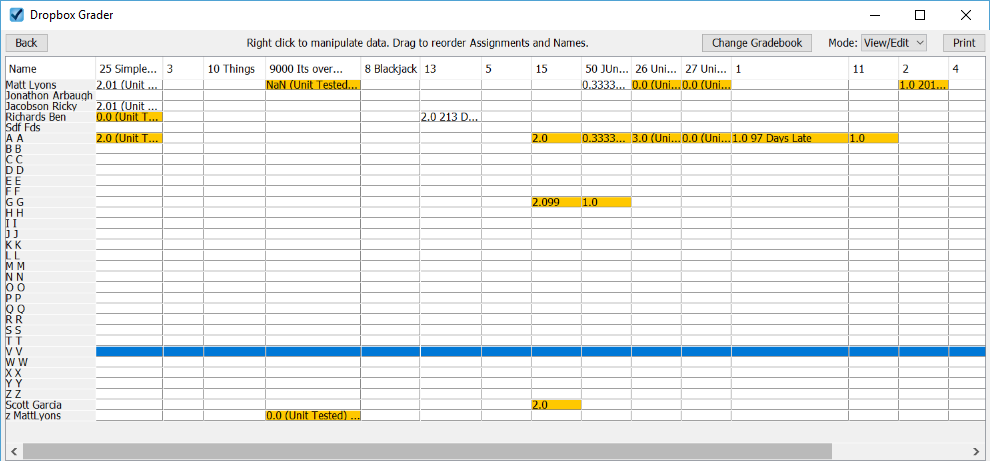 Dropbox Grader
Back Right click to manipulate data. Drag to reorder Assignments and Names. Change Gradebook Mode: View/Edit Print
Name 25 Simple... 3 10 Things 9000 Its over... 8 Blackjack 13 5 15 50 JUn... 26 Uni... 27 Uni... 1 11 2 4
Matt Lyons 2.01 (Unit ... NaN (Unit Tested... 0.3333... 0.0 (Uni... 0.0 (Uni... 1.0 201...
Jonathon Arbaugh
Jacobson Ricky 2.01 (Unit ...
Richards Ben 0.0 (Unit T... 2.0 213 D...
Sdf Fds
A A 2.0 (Unit T... 2.0 0.3333... 3.0 (Uni... 0.0 (Uni... 1.0 97 Days Late 1.0
B B
C C
D D
E E
F F
G G 2.099 1.0
H H
I I
J J
K K
L L
M M
N N
O O
P P
Q Q
R R
S S
T T
V V
W W
X X
Y Y
Z Z
Scott Garcia 2.0
z MattLyons 0.0 (Unit Tested) ...